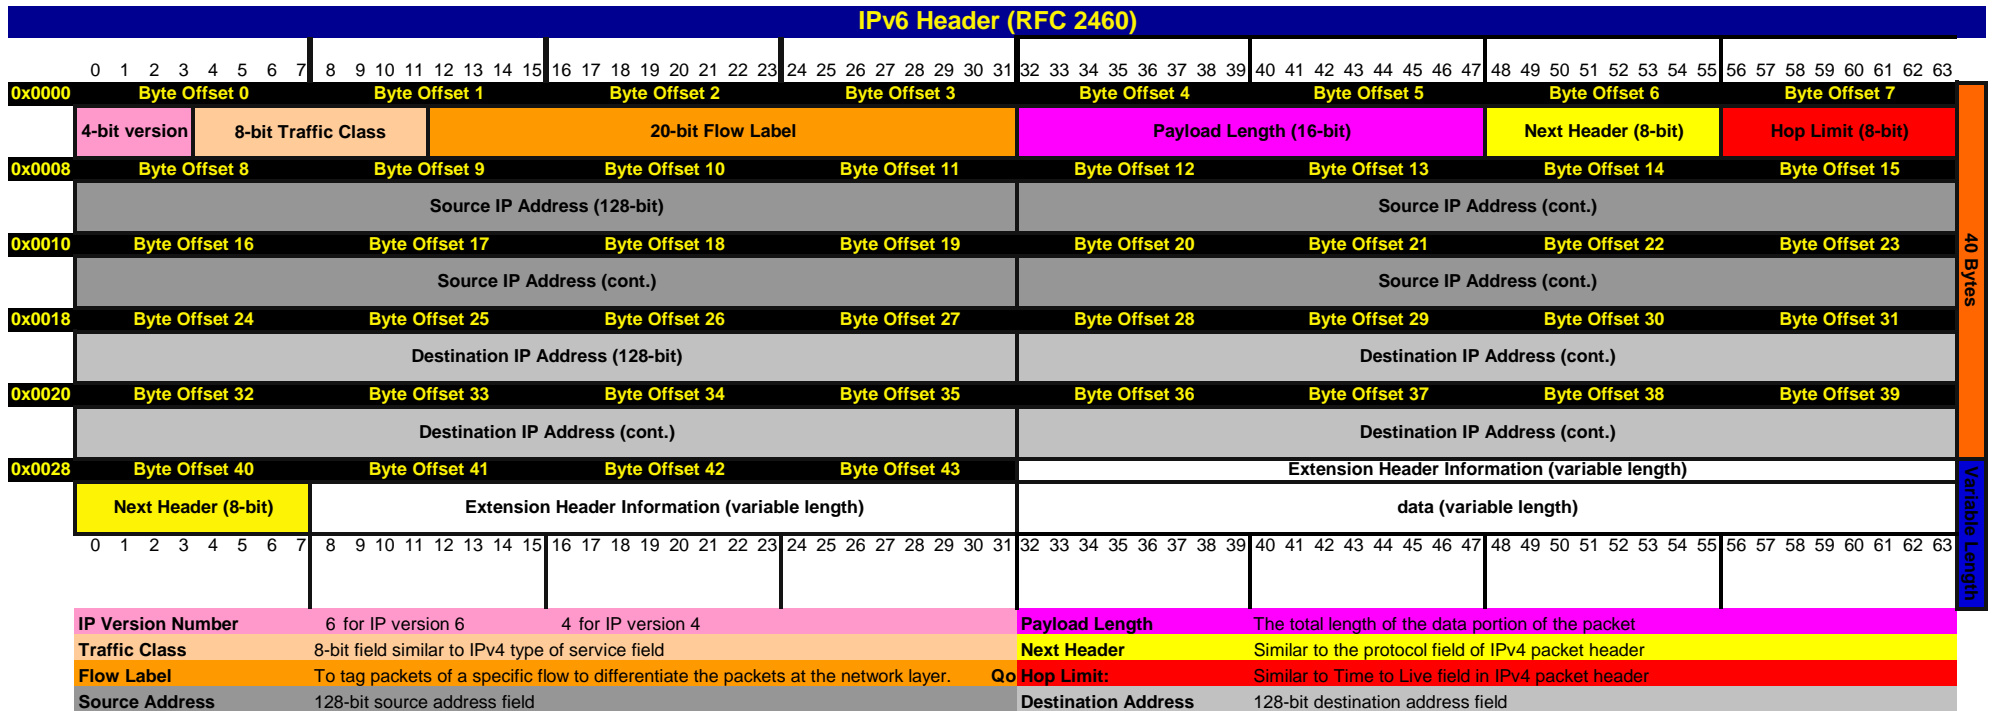 IPv6 Header (RFC 2460)
0 1 2 3 4 5 6 7 8 9 10 11 12 13 14 15 16 17 18 19 20 21 22 23 24 25 26 27 28 29 30 31 32 33 34 35 36 37 38 39 40 41 42 43 44 45 46 47 48 49 50 51 52 53 54 55 56 57 58 59 60 61 62 63
0x0000 Byte Offset 0 Byte Offset 1 Byte Offset 2 Byte Offset 3 Byte Offset 4 Byte Offset 5 Byte Offset 6 Byte Offset 7
4-bit version 8-bit Traffic Class 20-bit Flow Label Payload Length (16-bit) Next Header (8-bit) Hop Limit (8-bit)
0x0008 Byte Offset 8 Byte Offset 9 Byte Offset 10 Byte Offset 11 Byte Offset 12 Byte Offset 13 Byte Offset 14 Byte Offset 15
Source IP Address (128-bit) Source IP Address (cont.)
0x0010 Byte Offset 16 Byte Offset 17 Byte Offset 18 Byte Offset 19 Byte Offset 20 Byte Offset 21 Byte Offset 22 Byte Offset 23
Source IP Address (cont.) Source IP Address (cont.)
40 Bytes
0x0018 Byte Offset 24 Byte Offset 25 Byte Offset 26 Byte Offset 27 Byte Offset 28 Byte Offset 29 Byte Offset 30 Byte Offset 31
Destination IP Address (128-bit) Destination IP Address (cont.)
0x0020 Byte Offset 32 Byte Offset 33 Byte Offset 34 Byte Offset 35 Byte Offset 36 Byte Offset 37 Byte Offset 38 Byte Offset 39
Destination IP Address (cont.) Destination IP Address (cont.)
0x0028 Byte Offset 40 Byte Offset 41 Byte Offset 42 Byte Offset 43 Extension Header Information (variable length)
Next Header (8-bit) Extension Header Information (variable length) data (variable length)
Variable Length
0 1 2 3 4 5 6 7 8 9 10 11 12 13 14 15 16 17 18 19 20 21 22 23 24 25 26 27 28 29 30 31 32 33 34 35 36 37 38 39 40 41 42 43 44 45 46 47 48 49 50 51 52 53 54 55 56 57 58 59 60 61 62 63
IP Version Number 6 for IP version 6 4 for IP version 4 Payload Length The total length of the data portion of the packet
Traffic Class 8-bit field similar to IPv4 type of service field Next Header Similar to the protocol field of IPv4 packet header
Flow Label To tag packets of a specific flow to differentiate the packets at the network layer. Qo Hop Limit: Similar to Time to Live field in IPv4 packet header
Source Address 128-bit source address field Destination Address 128-bit destination address field